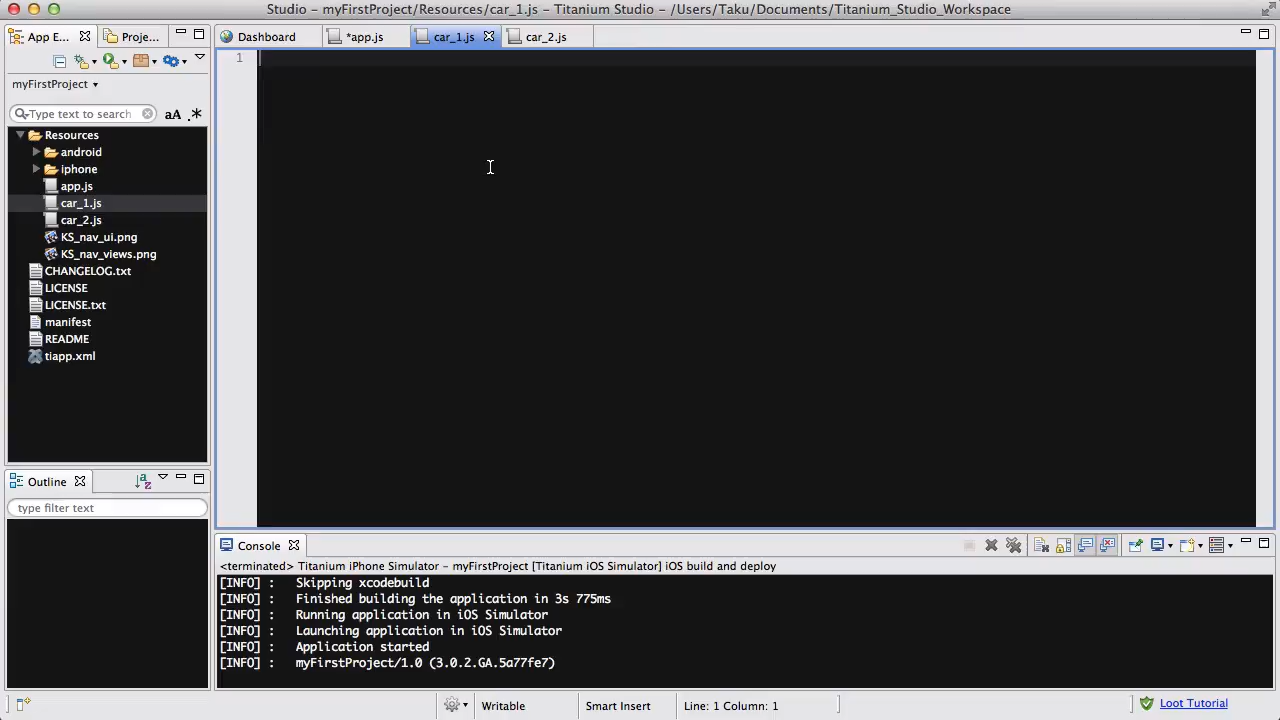 Studio - myFirstProject/Resources/car_1.js - Titanium Studio - /Users/Taku/Documents/Titanium_Studio_Workspace
App E...
Proje...
Dashboard
*app.js
car_1.js
car_2.js
myFirstProject
Type text to search
aA
.*
1
Resources
android
iphone
app.js
car_1.js
car_2.js
KS_nav_ui.png
KS_nav_views.png
CHANGELOG.txt
LICENSE
LICENSE.txt
manifest
README
tiapp.xml
Outline
type filter text
Console
<terminated> Titanium iPhone Simulator - myFirstProject [Titanium iOS Simulator] iOS build and deploy
[INFO] : Skipping xcodebuild
[INFO] : Finished building the application in 3s 775ms
[INFO] : Running application in iOS Simulator
[INFO] : Launching application in iOS Simulator
[INFO] : Application started
[INFO] : myFirstProject/1.0 (3.0.2.GA.5a77fe7)
Writable
Smart Insert
Line: 1 Column: 1
Loot Tutorial